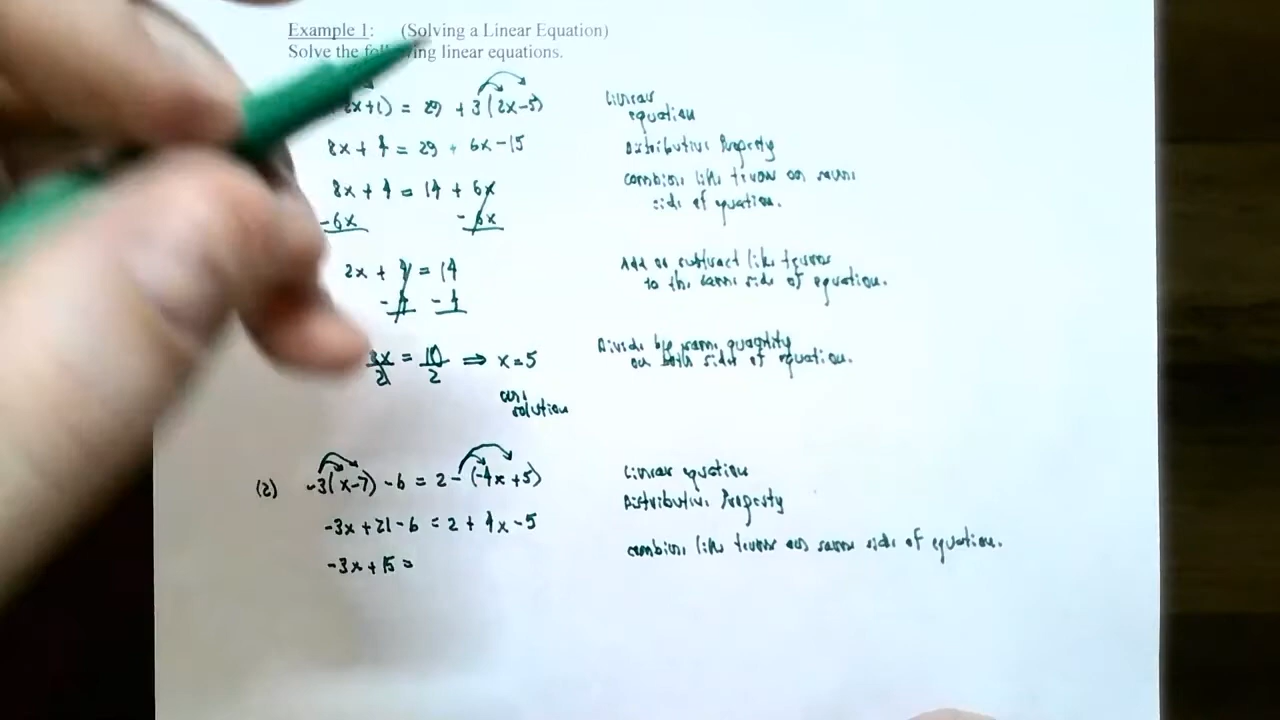 Example 1: (Solving a Linear Equation)
Solve the following linear equations.
2x+1) = 29 + 3(2x-5) Linear equation
8x + 4 = 29 + 6x - 15 Distributive Property
8x + 4 = 14 + 6x combine like terms on same
-6x - 6x side of equation.
2x + 4 = 14 Add or subtract like terms
- 4 - 4 to the same side of equation.
2x/2 = 10/2 ⇒ x = 5 Divide by same quantity on both sides of equation.
solution
(2) -3(x-7) - 6 = 2 - (-4x+5) Linear equation
Distributive Property
-3x + 21 - 6 = 2 + 4x - 5
combine like terms on same side of equation.
-3x + 15 =